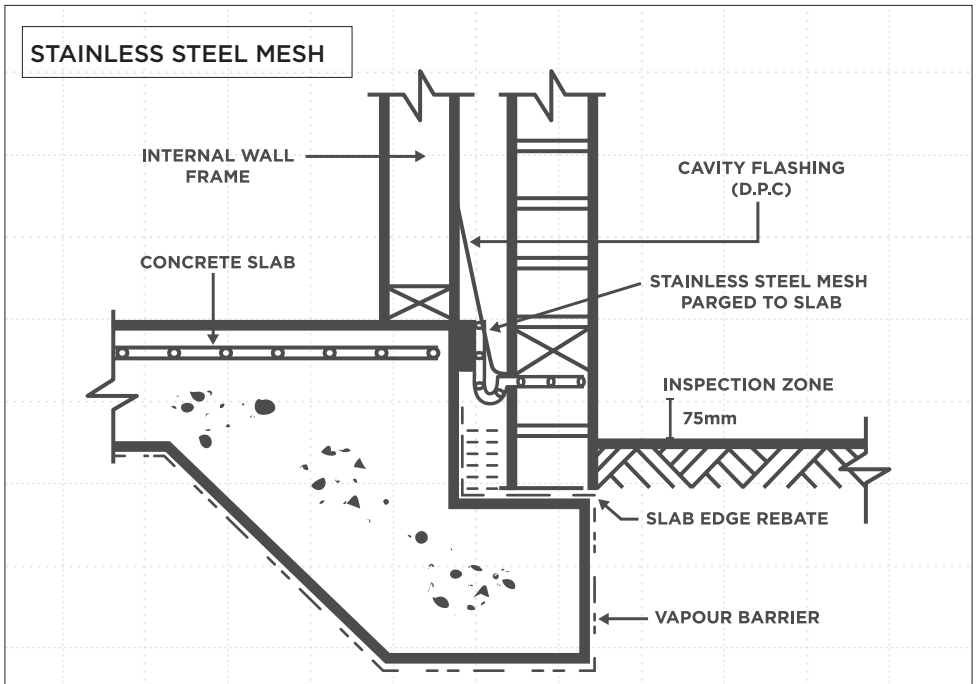 STAINLESS STEEL MESH
INTERNAL WALL
FRAME
CAVITY FLASHING
(D.P.C)
CONCRETE SLAB
STAINLESS STEEL MESH
PARGED TO SLAB
INSPECTION ZONE
75mm
SLAB EDGE REBATE
VAPOUR BARRIER